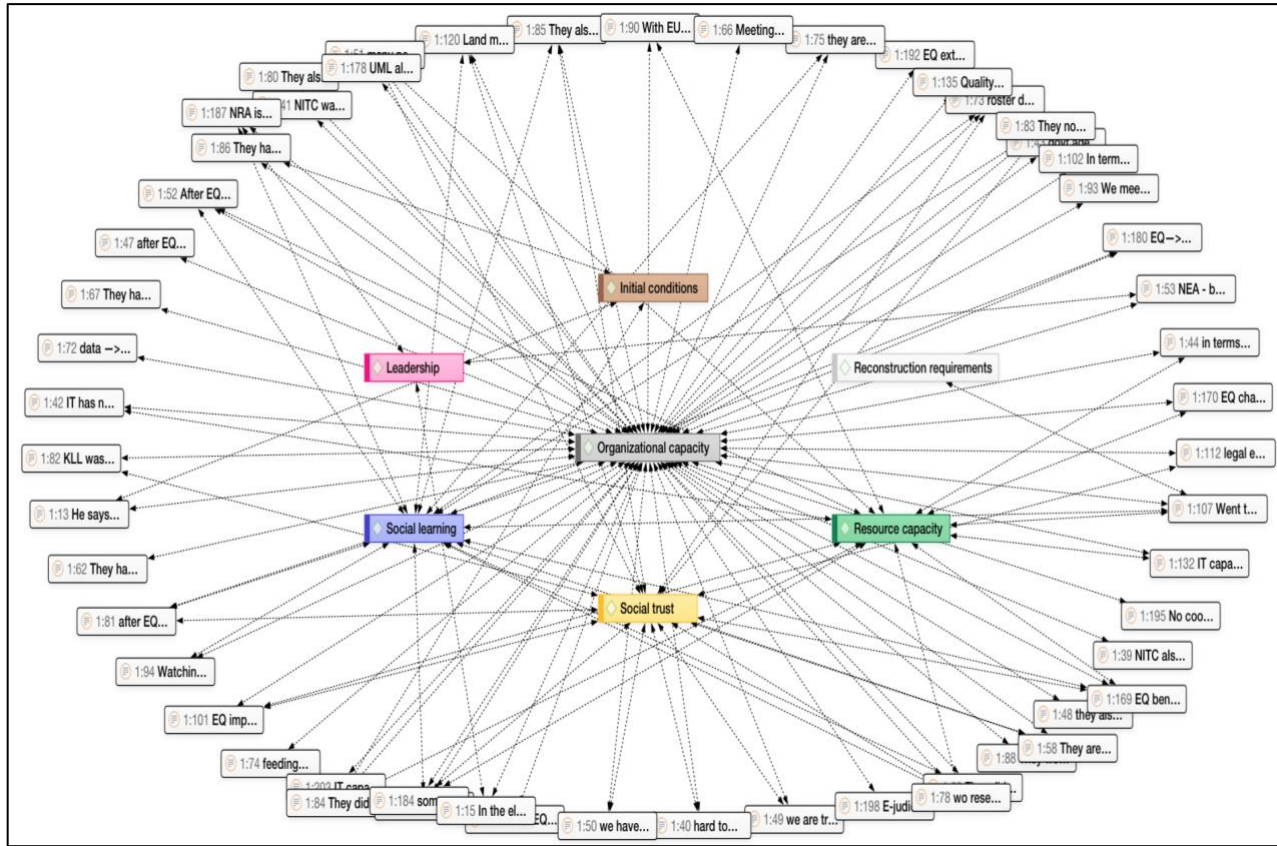 1:85 They als...
1:90 With EU...
1:66 Meeting...
1:120 Land m...
1:75 they are...
1:192 EQ ext...
1:178 UML al...
1:80 They als...
1:135 Quality...
1:73 roster d...
41 NITC wa...
1:187 NRA is...
1:83 They no...
1:86 They ha...
1:102 In term...
1:93 We mee...
1:52 After EQ...
1:47 after EQ...
1:180 EQ–>...
1:67 They ha...
1:53 NEA - b...
Initial conditions
1:72 data –>...
1:44 in terms...
Leadership
Reconstruction requirements
1:42 IT has n...
1:170 EQ cha...
Organizational capacity
1:82 KLL was...
1:112 legal e...
1:13 He says...
1:107 Went t...
Social learning
Resource capacity
1:62 They ha...
1:132 IT capa...
Social trust
1:81 after EQ...
1:195 No coo...
1:94 Watchin...
1:39 NITC als...
1:101 EQ imp...
1:169 EQ ben...
1:48 they als...
1:74 feeding...
1:58 They are...
1:88
1:84 They did
1:184 som
1:15 In the el...
EQ...
1:50 we have...
1:40 hard to...
1:49 we are tr...
1:198 E-judi
1:78 wo rese...